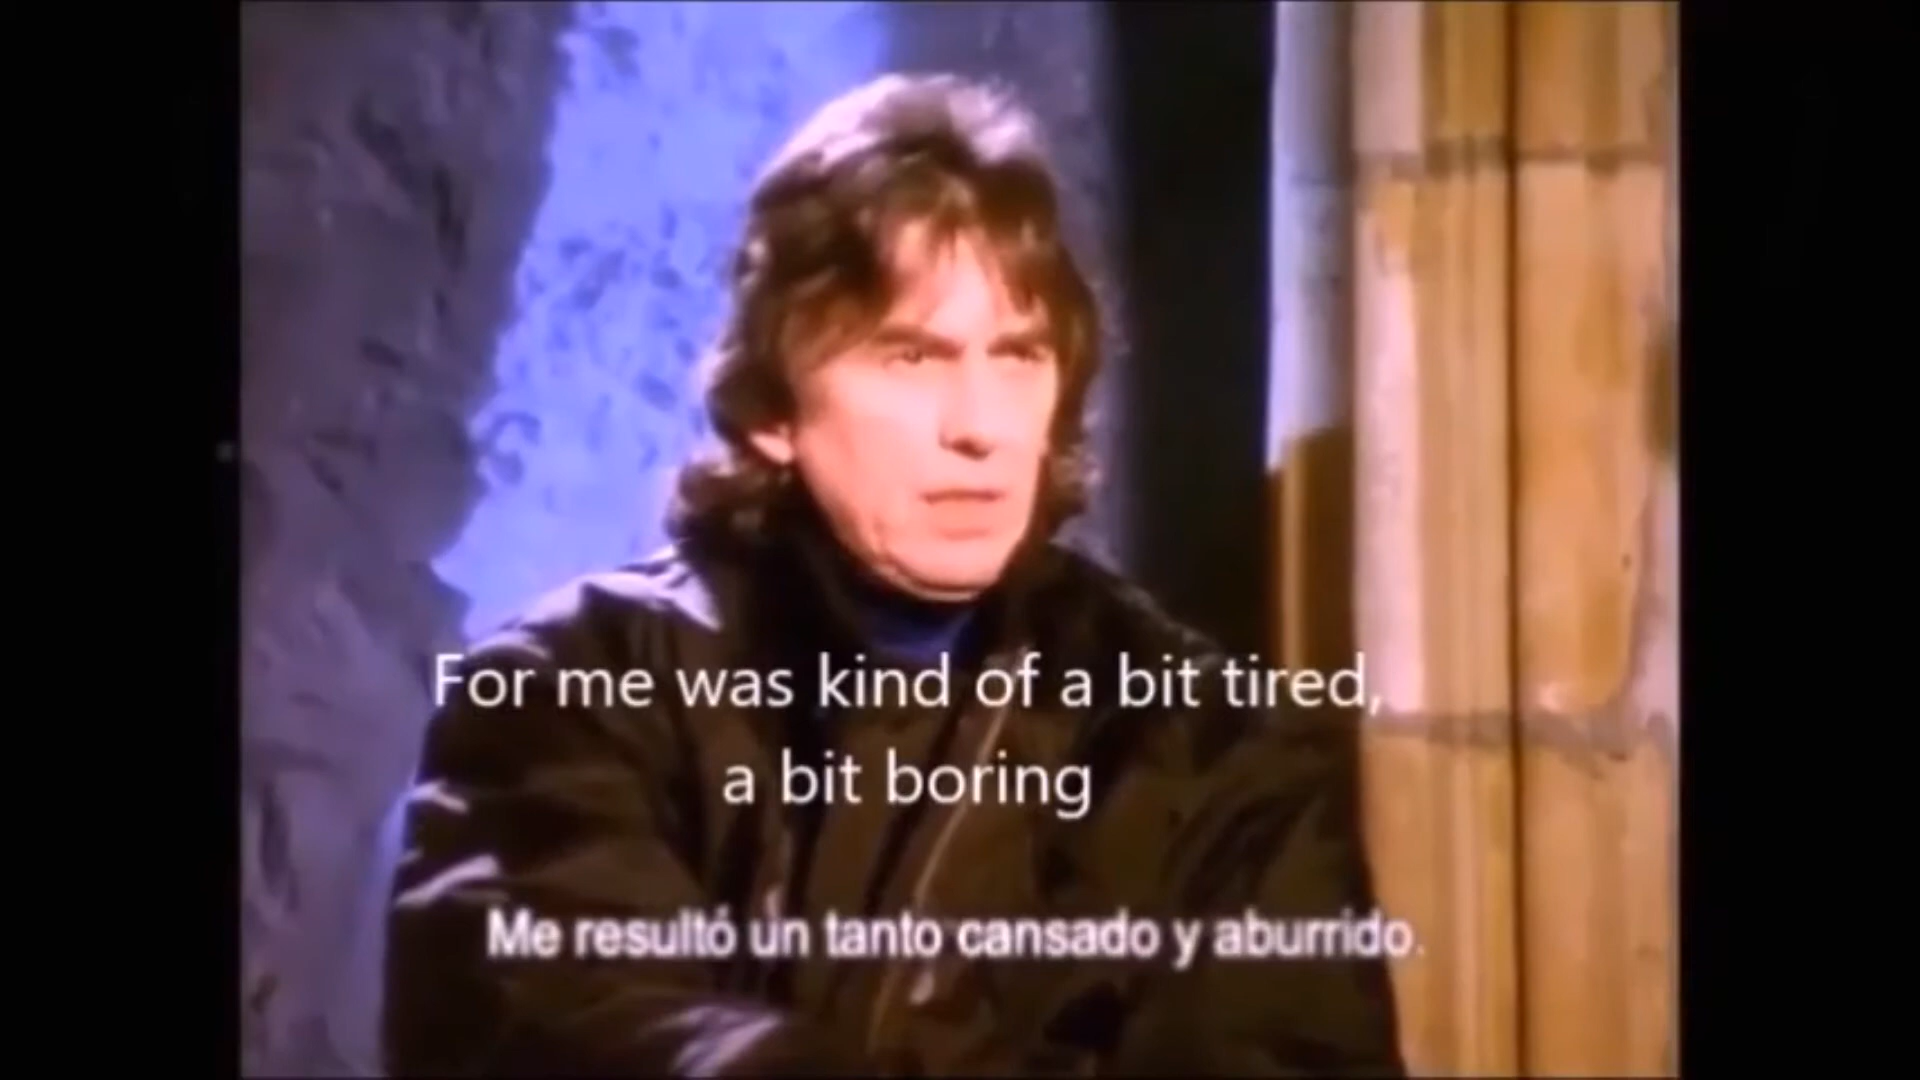 For me was kind of a bit tired,
a bit boring
Me resultó un tanto cansado y aburrido.